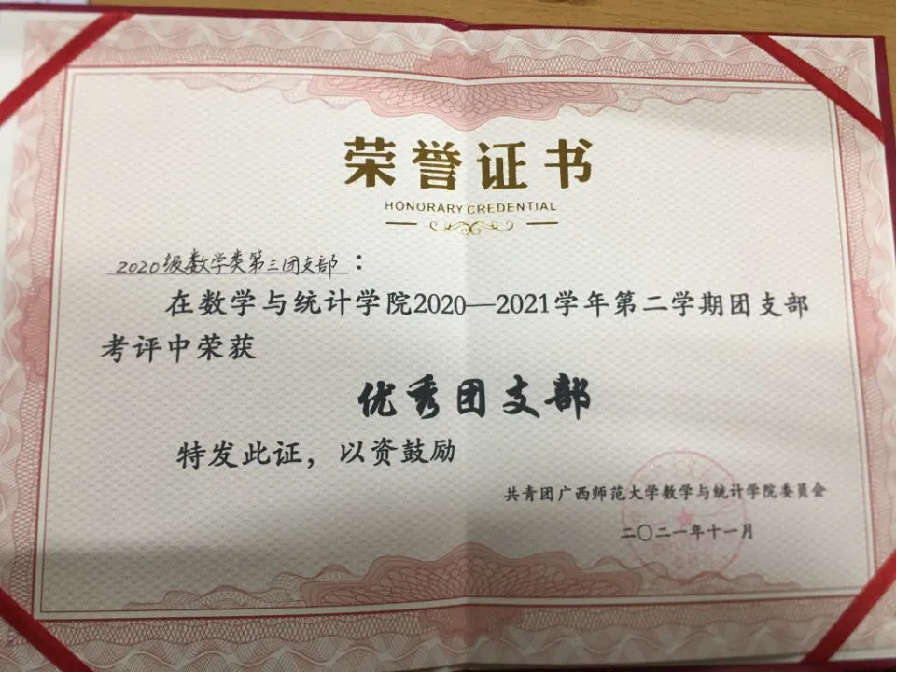 荣誉证书
HONORARY CREDENTIAL
2020级数学类第三团支部：
在数学与统计学院2020—2021学年第二学期团支部
考评中荣获
优秀团支部
特发此证，以资鼓励
共青团广西师范大学数学与统计学院委员会
二〇二一年十一月